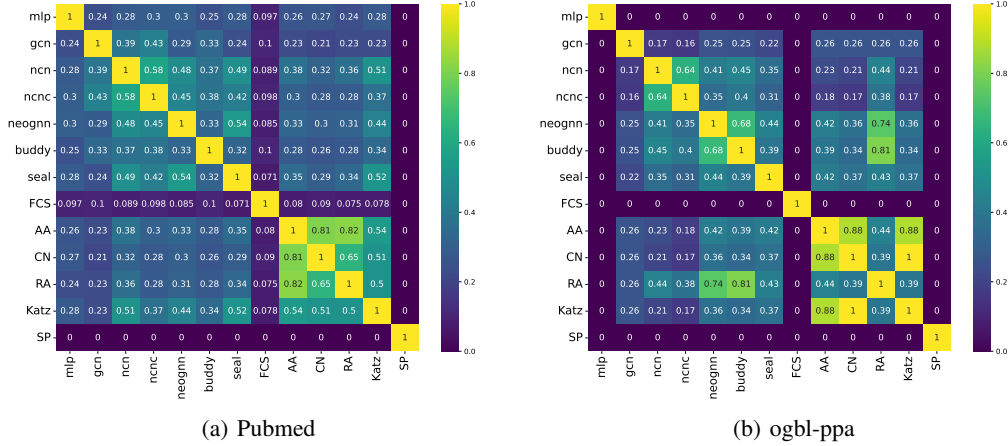 mlp 1 0.24 0.28 0.3 0.3 0.25 0.28 0.097 0.26 0.27 0.24 0.28 0
gcn 0.24 1 0.39 0.43 0.29 0.33 0.24 0.1 0.23 0.21 0.23 0.23 0
ncn 0.28 0.39 1 0.58 0.48 0.37 0.49 0.089 0.38 0.32 0.36 0.51 0
ncnc 0.3 0.43 0.58 1 0.45 0.38 0.42 0.098 0.3 0.28 0.28 0.37 0
neognn 0.3 0.29 0.48 0.45 1 0.33 0.54 0.085 0.33 0.3 0.31 0.44 0
buddy 0.25 0.33 0.37 0.38 0.33 1 0.32 0.1 0.28 0.26 0.28 0.34 0
seal 0.28 0.24 0.49 0.42 0.54 0.32 1 0.071 0.35 0.29 0.34 0.52 0
FCS 0.097 0.1 0.089 0.098 0.085 0.1 0.071 1 0.08 0.09 0.075 0.078 0
AA 0.26 0.23 0.38 0.3 0.33 0.28 0.35 0.08 1 0.81 0.82 0.54 0
CN 0.27 0.21 0.32 0.28 0.3 0.26 0.29 0.09 0.81 1 0.65 0.51 0
RA 0.24 0.23 0.36 0.28 0.31 0.28 0.34 0.075 0.82 0.65 1 0.5 0
Katz 0.28 0.23 0.51 0.37 0.44 0.34 0.52 0.078 0.54 0.51 0.5 1 0
SP 0 0 0 0 0 0 0 0 0 0 0 0 1
mlp gcn ncn ncnc neognn buddy seal FCS AA CN RA Katz SP
1.0
0.8
0.6
0.4
0.2
0.0
(a) Pubmed
mlp 1 0 0 0 0 0 0 0 0 0 0 0 0
gcn 0 1 0.17 0.16 0.25 0.25 0.22 0 0.26 0.26 0.26 0.26 0
ncn 0 0.17 1 0.64 0.41 0.45 0.35 0 0.23 0.21 0.44 0.21 0
ncnc 0 0.16 0.64 1 0.35 0.4 0.31 0 0.18 0.17 0.38 0.17 0
neognn 0 0.25 0.41 0.35 1 0.68 0.44 0 0.42 0.36 0.74 0.36 0
buddy 0 0.25 0.45 0.4 0.68 1 0.39 0 0.39 0.34 0.81 0.34 0
seal 0 0.22 0.35 0.31 0.44 0.39 1 0 0.42 0.37 0.43 0.37 0
FCS 0 0 0 0 0 0 0 1 0 0 0 0 0
AA 0 0.26 0.23 0.18 0.42 0.39 0.42 0 1 0.88 0.44 0.88 0
CN 0 0.26 0.21 0.17 0.36 0.34 0.37 0 0.88 1 0.39 1 0
RA 0 0.26 0.44 0.38 0.74 0.81 0.43 0 0.44 0.39 1 0.39 0
Katz 0 0.26 0.21 0.17 0.36 0.34 0.37 0 0.88 1 0.39 1 0
SP 0 0 0 0 0 0 0 0 0 0 0 0 1
mlp gcn ncn ncnc neognn buddy seal FCS AA CN RA Katz SP
1.0
0.8
0.6
0.4
0.2
0.0
(b) ogbl-ppa